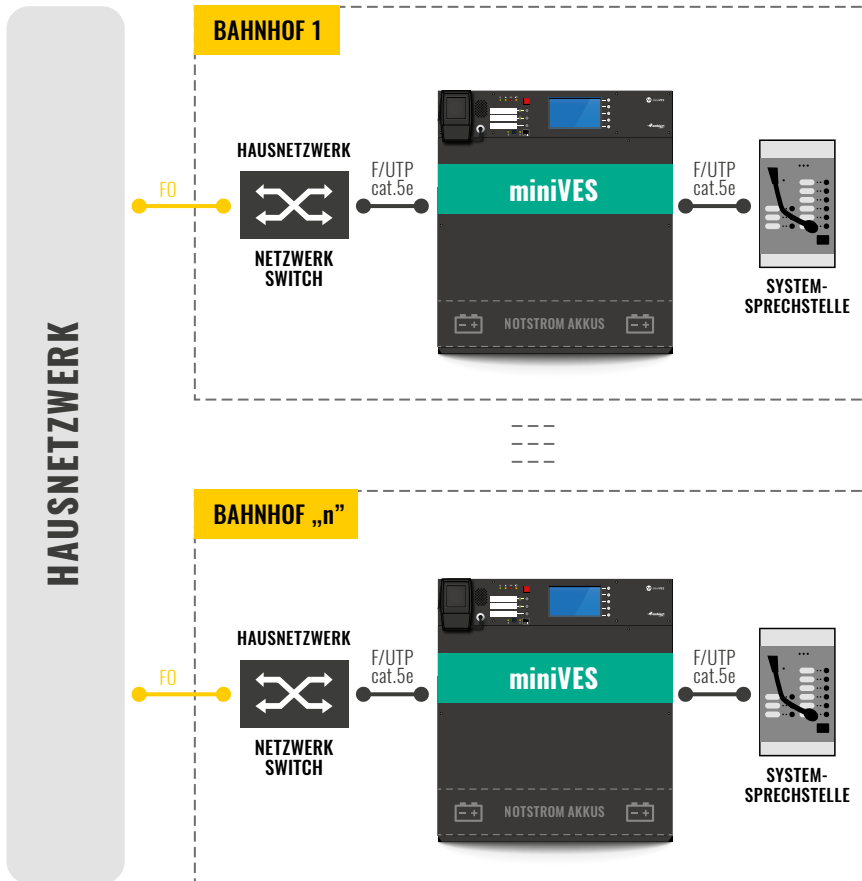 HAUSNETZWERK
BAHNHOF 1
FO
HAUSNETZWERK
NETZWERK
SWITCH
F/UTP
cat.5e
miniVES
NOTSTROM AKKUS
F/UTP
cat.5e
SYSTEM-
SPRECHSTELLE
BAHNHOF „n”
FO
HAUSNETZWERK
NETZWERK
SWITCH
F/UTP
cat.5e
miniVES
NOTSTROM AKKUS
F/UTP
cat.5e
SYSTEM-
SPRECHSTELLE